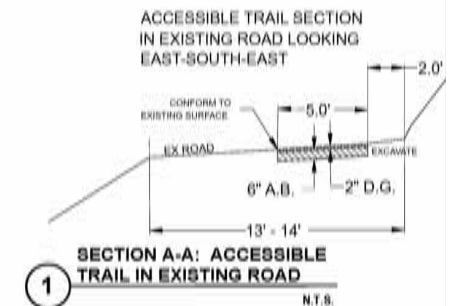 ACCESSIBLE TRAIL SECTION
IN EXISTING ROAD LOOKING
EAST-SOUTH-EAST
2.0'
CONFORM TO
EXISTING SURFACE
5.0'
EX ROAD
EXCAVATE
6" A.B.
2" D.G.
13' - 14'
SECTION A-A: ACCESSIBLE
TRAIL IN EXISTING ROAD
1
N.T.S.